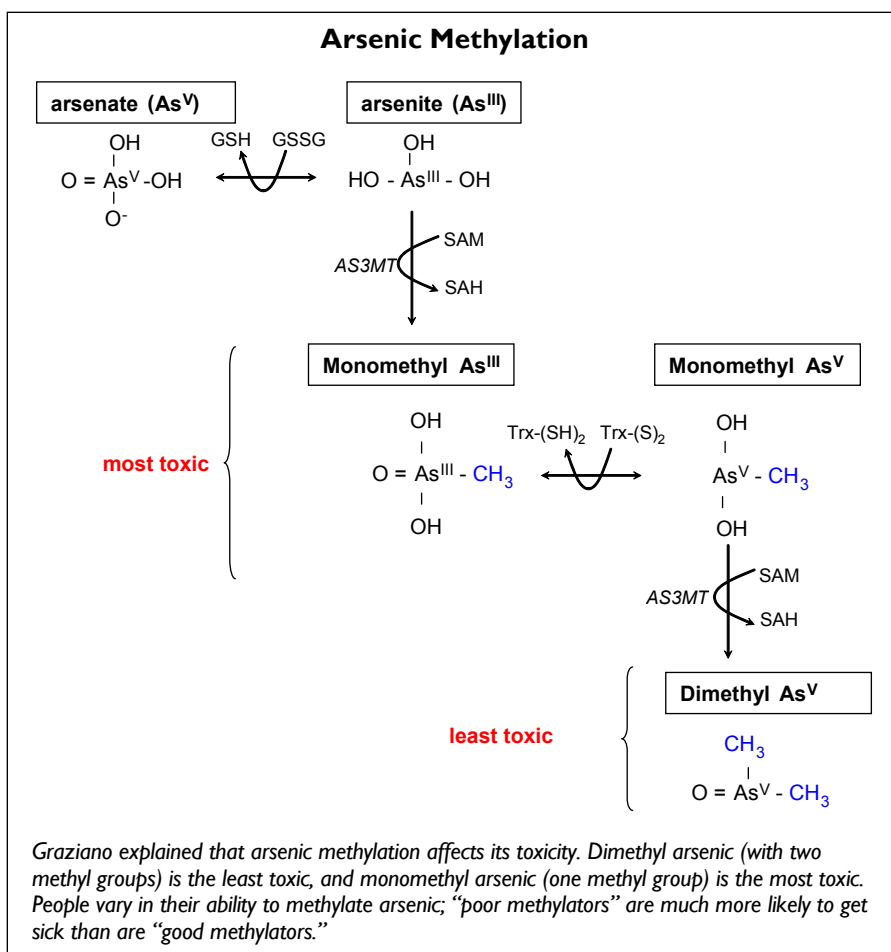 Arsenic Methylation
arsenate (Asⱽ)
arsenite (Asᴵᴵᴵ)
OH
O = Asⱽ -OH
O⁻
GSH GSSG
OH
HO - Asᴵᴵᴵ - OH
SAM
AS3MT
SAH
Monomethyl Asᴵᴵᴵ
Monomethyl Asⱽ
most toxic
OH
O = Asᴵᴵᴵ - CH₃
OH
Trx-(SH)₂ Trx-(S)₂
OH
Asⱽ - CH₃
OH
SAM
AS3MT
SAH
Dimethyl Asⱽ
least toxic
CH₃
O = Asⱽ - CH₃
Graziano explained that arsenic methylation affects its toxicity. Dimethyl arsenic (with two
methyl groups) is the least toxic, and monomethyl arsenic (one methyl group) is the most toxic.
People vary in their ability to methylate arsenic; “poor methylators” are much more likely to get
sick than are “good methylators.”